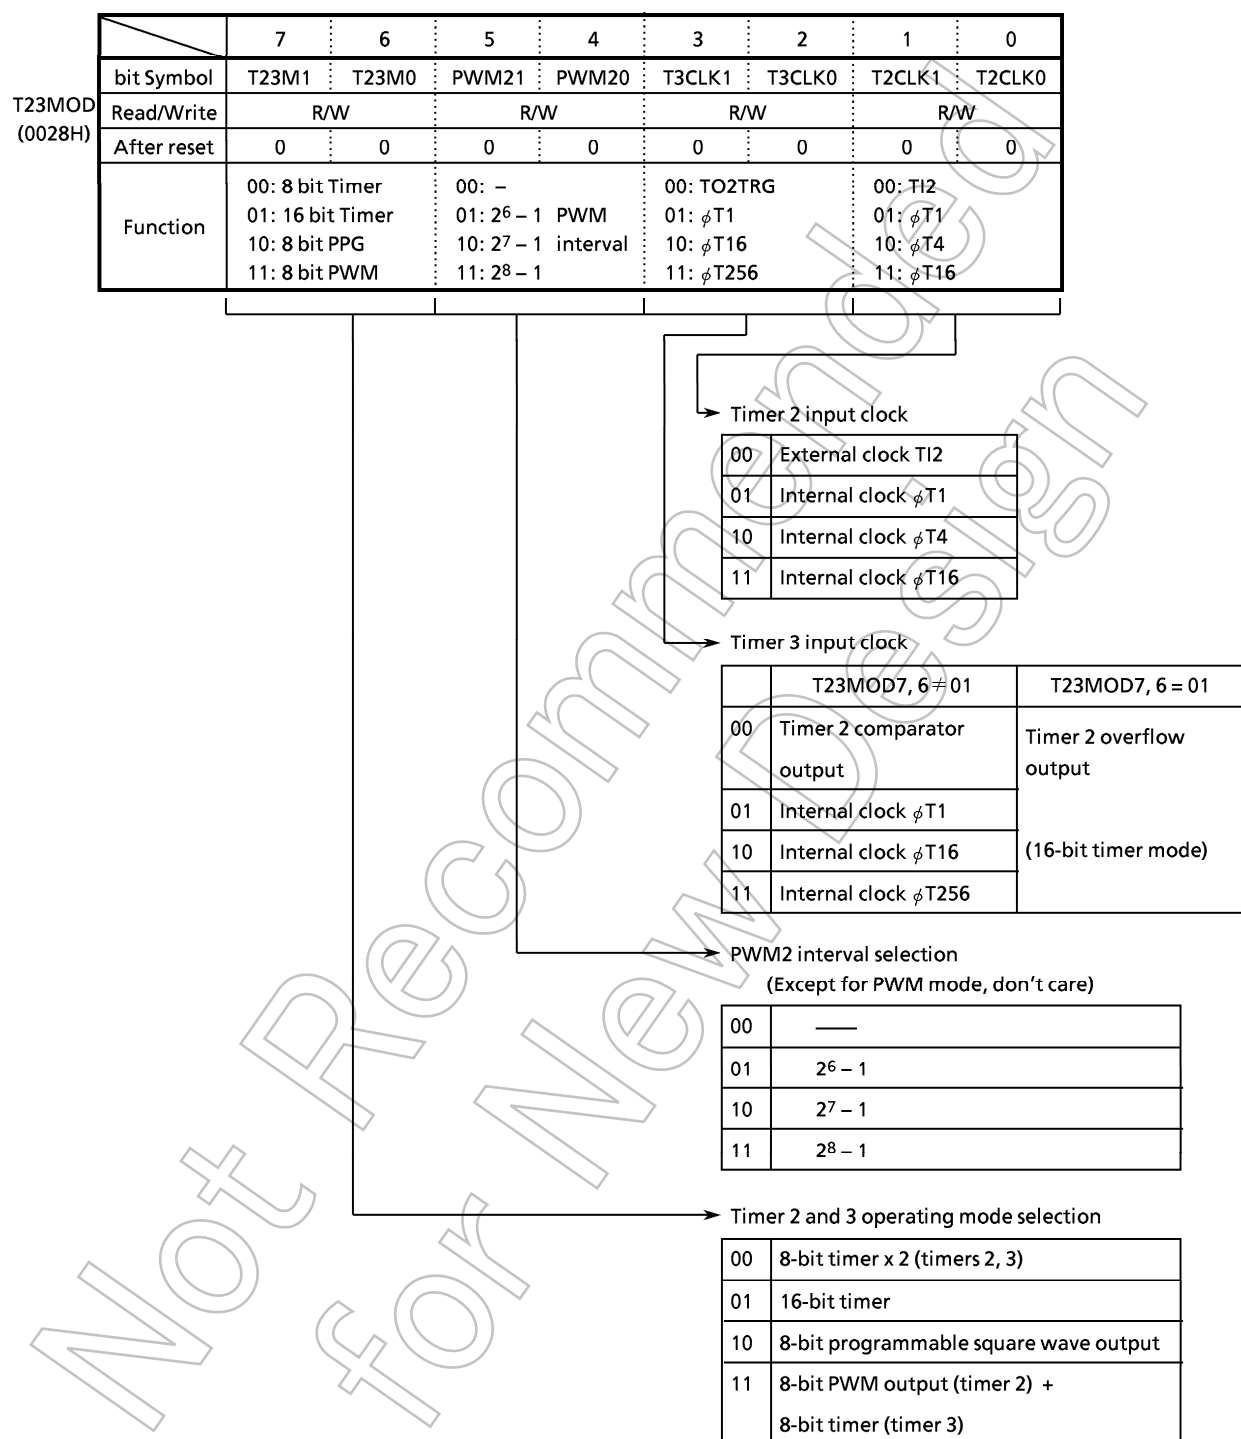 7 6 5 4 3 2 1 0
bit Symbol T23M1 T23M0 PWM21 PWM20 T3CLK1 T3CLK0 T2CLK1 T2CLK0
T23MOD
(0028H)
Read/Write R/W R/W R/W R/W
After reset 0 0 0 0 0 0 0 0
Function
00: 8 bit Timer 00: – 00: TO2TRG 00: TI2
01: 16 bit Timer 01: 2⁶ – 1 PWM 01: ϕT1 01: ϕT1
10: 8 bit PPG 10: 2⁷ – 1 interval 10: ϕT16 10: ϕT4
11: 8 bit PWM 11: 2⁸ – 1 11: ϕT256 11: ϕT16
Timer 2 input clock
00 External clock TI2
01 Internal clock ϕT1
10 Internal clock ϕT4
11 Internal clock ϕT16
Timer 3 input clock
T23MOD7, 6≠01 T23MOD7, 6 = 01
00 Timer 2 comparator
output
Timer 2 overflow
output
01 Internal clock ϕT1
10 Internal clock ϕT16 (16-bit timer mode)
11 Internal clock ϕT256
PWM2 interval selection
(Except for PWM mode, don't care)
00 ——
01 2⁶ – 1
10 2⁷ – 1
11 2⁸ – 1
Timer 2 and 3 operating mode selection
00 8-bit timer x 2 (timers 2, 3)
01 16-bit timer
10 8-bit programmable square wave output
11 8-bit PWM output (timer 2) +
8-bit timer (timer 3)
Not Recommended
for New Design